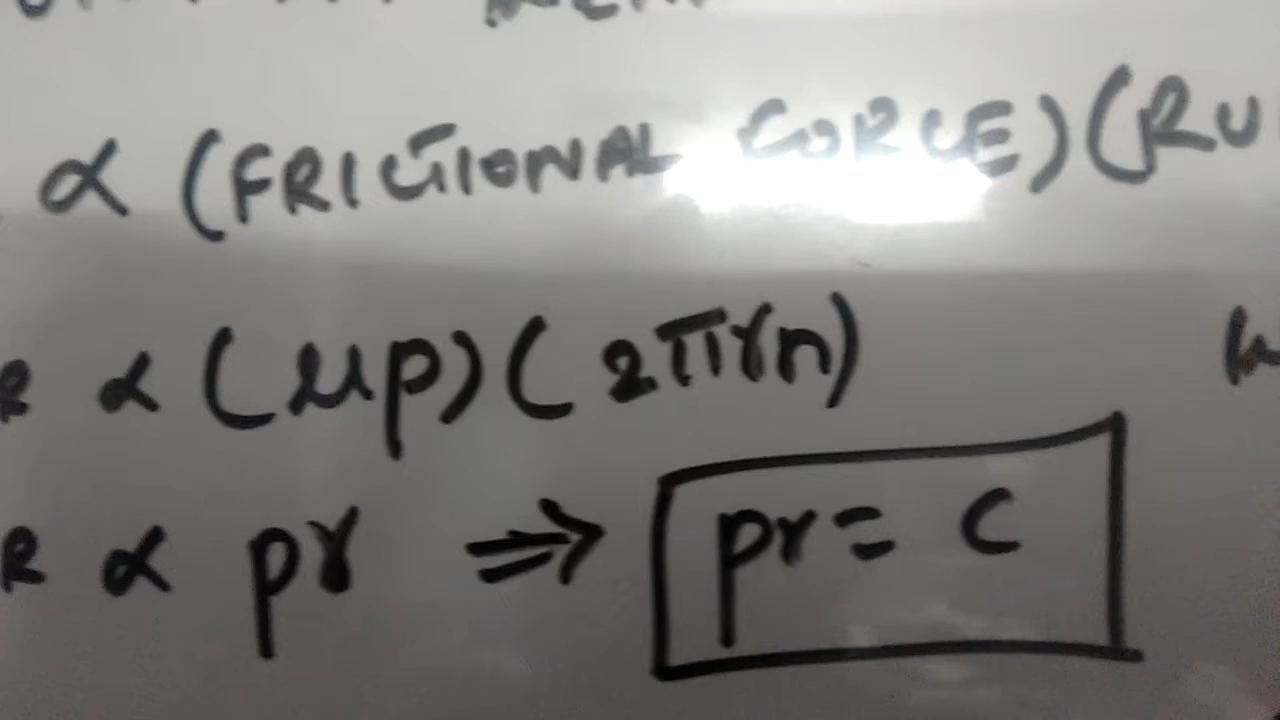 ∝ (FRICTIONAL FORCE) (RU
R ∝ (μp) (2πrn)
R ∝ pr ⇒ pr = C